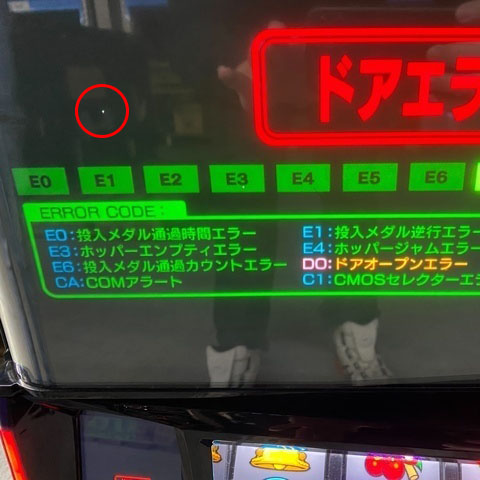 ドアエラ
E0 E1 E2 E3 E4 E5 E6
ERROR CODE :
E0:投入メダル通過時間エラー E1:投入メダル逆行エラー
E3:ホッパーエンプティエラー E4:ホッパージャムエラー
E6:投入メダル通過カウントエラー D0:ドアオープンエラー
CA:COMアラート C1:CMOSセレクターエラ